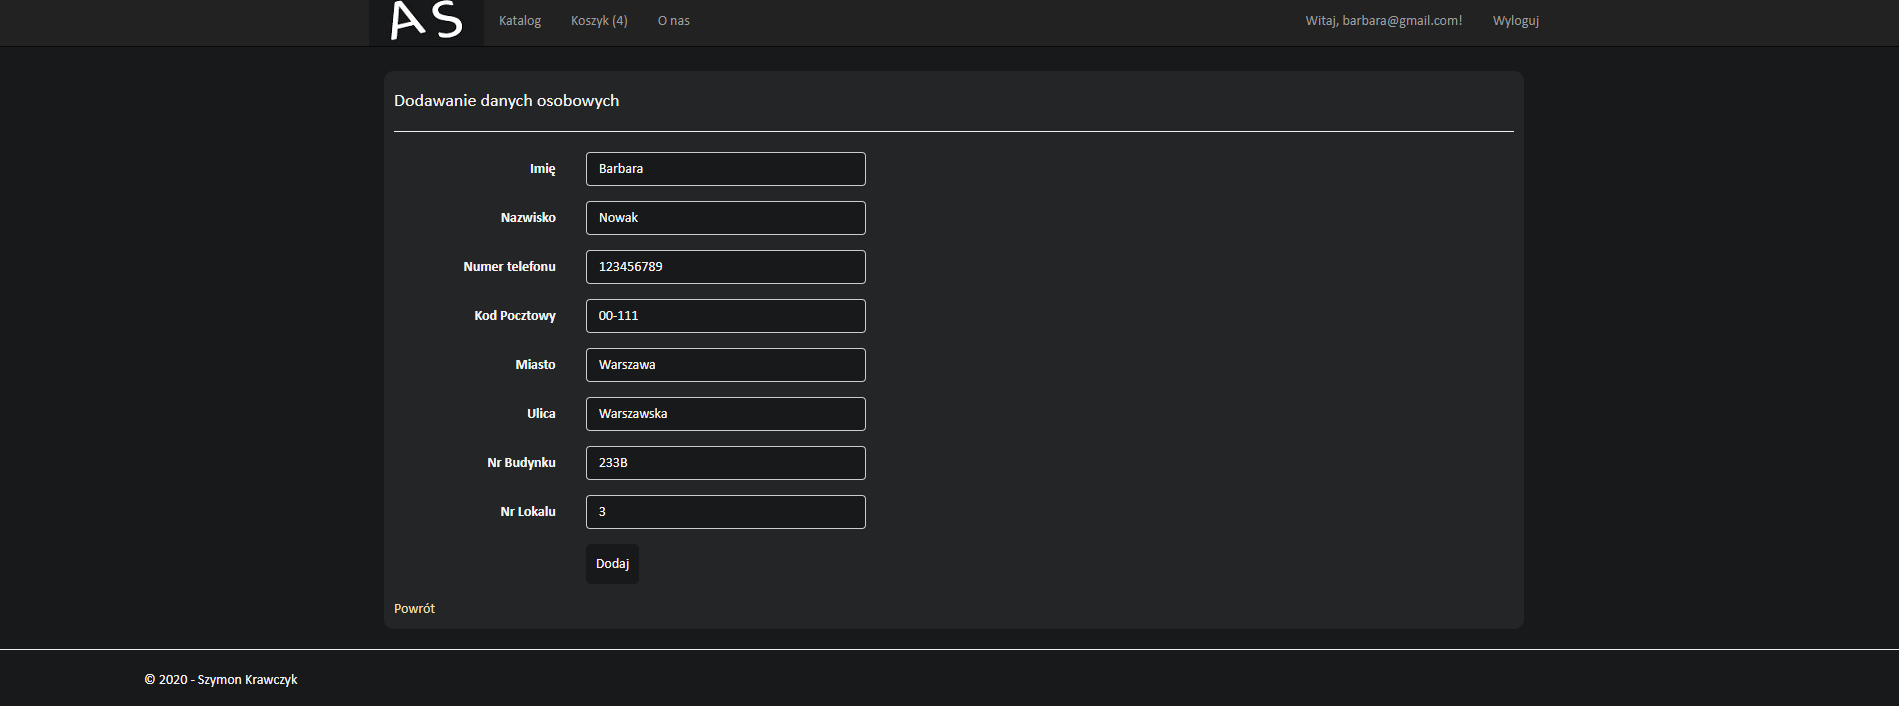 AS Katalog Koszyk (4) O nas Witaj, barbara@gmail.com! Wyloguj
Dodawanie danych osobowych
Imię Barbara
Nazwisko Nowak
Numer telefonu 123456789
Kod Pocztowy 00-111
Miasto Warszawa
Ulica Warszawska
Nr Budynku 233B
Nr Lokalu 3
Dodaj
Powrót
© 2020 - Szymon Krawczyk